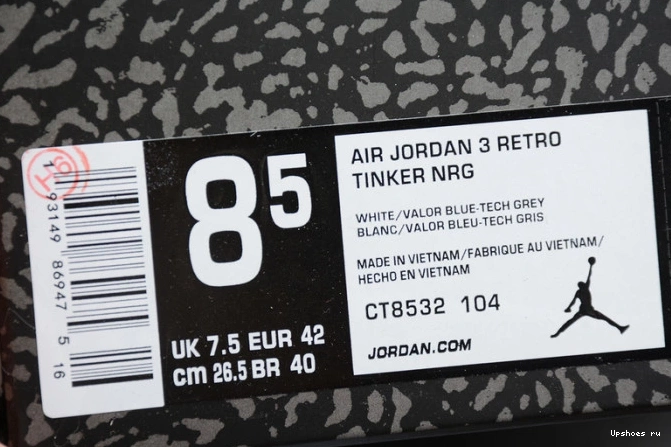 1 93149 86947 5 16
8.5
UK 7.5 EUR 42
cm 26.5 BR 40
AIR JORDAN 3 RETRO
TINKER NRG
WHITE/VALOR BLUE-TECH GREY
BLANC/VALOR BLEU-TECH GRIS
MADE IN VIETNAM/FABRIQUE AU VIETNAM/
HECHO EN VIETNAM
CT8532 104
JORDAN.COM
Upshoes ru